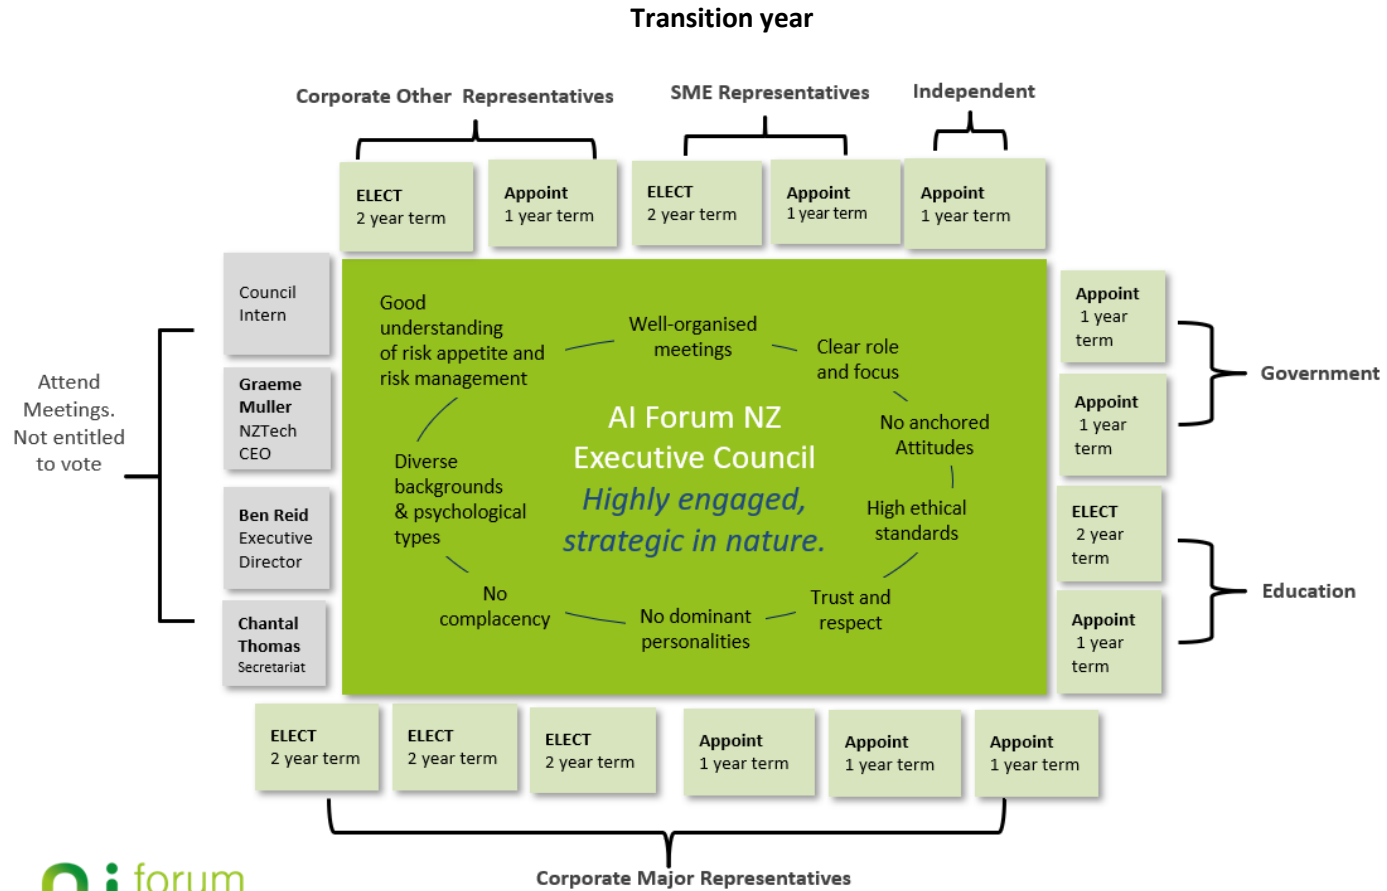 Transition year
Corporate Other Representatives
SME Representatives
Independent
ELECT
2 year term
Appoint
1 year term
ELECT
2 year term
Appoint
1 year term
Appoint
1 year term
Attend
Meetings.
Not entitled
to vote
Council
Intern
Graeme
Muller
NZTech
CEO
Ben Reid
Executive
Director
Chantal
Thomas
Secretariat
Good
understanding
of risk appetite and
risk management
Well-organised
meetings
Clear role
and focus
No anchored
Attitudes
High ethical
standards
Trust and
respect
No dominant
personalities
No
complacency
Diverse
backgrounds
& psychological
types
AI Forum NZ
Executive Council
Highly engaged,
strategic in nature.
Appoint
1 year
term
Appoint
1 year
term
Government
ELECT
2 year
term
Appoint
1 year
term
Education
ELECT
2 year term
ELECT
2 year term
ELECT
2 year term
Appoint
1 year term
Appoint
1 year term
Appoint
1 year term
Corporate Major Representatives
ai forum